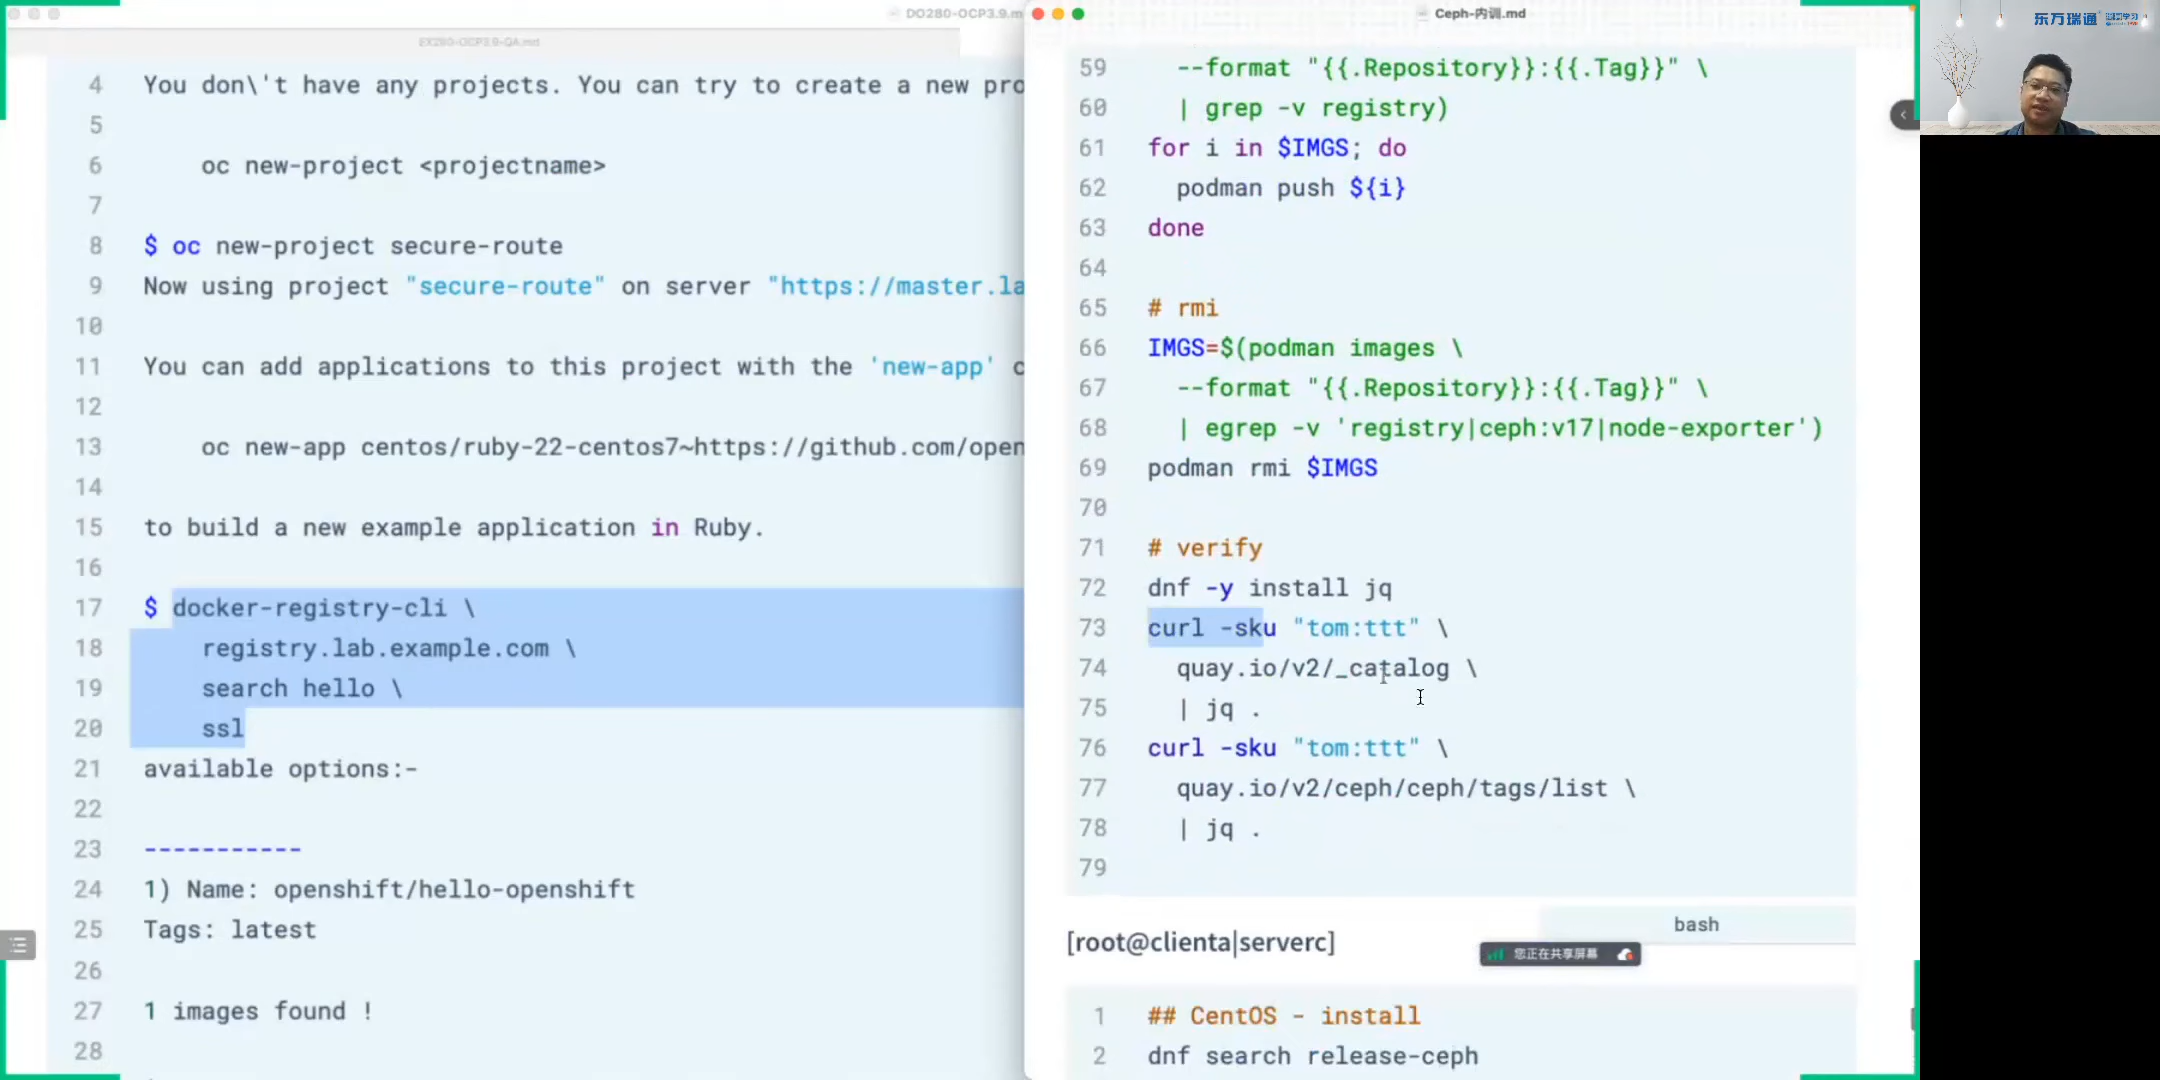 DO280-OCP3.9.m
EX280-OCP3.9-QA.md
4 You don\'t have any projects. You can try to create a new pro
5
6 oc new-project <projectname>
7
8 $ oc new-project secure-route
9 Now using project "secure-route" on server "https://master.la
10
11 You can add applications to this project with the 'new-app' c
12
13 oc new-app centos/ruby-22-centos7~https://github.com/open
14
15 to build a new example application in Ruby.
16
17 $ docker-registry-cli \
18 registry.lab.example.com \
19 search hello \
20 ssl
21 available options:-
22
23 -----------
24 1) Name: openshift/hello-openshift
25 Tags: latest
26
27 1 images found !
28
Ceph-内训.md
59 --format "{{.Repository}}:{{.Tag}}" \
60 | grep -v registry)
61 for i in $IMGS; do
62 podman push ${i}
63 done
64
65 # rmi
66 IMGS=$(podman images \
67 --format "{{.Repository}}:{{.Tag}}" \
68 | egrep -v 'registry|ceph:v17|node-exporter')
69 podman rmi $IMGS
70
71 # verify
72 dnf -y install jq
73 curl -sku "tom:ttt" \
74 quay.io/v2/_catalog \
75 | jq .
76 curl -sku "tom:ttt" \
77 quay.io/v2/ceph/ceph/tags/list \
78 | jq .
79
bash
[root@clienta|serverc]
您正在共享屏幕
1 ## CentOS - install
2 dnf search release-ceph
东方瑞通